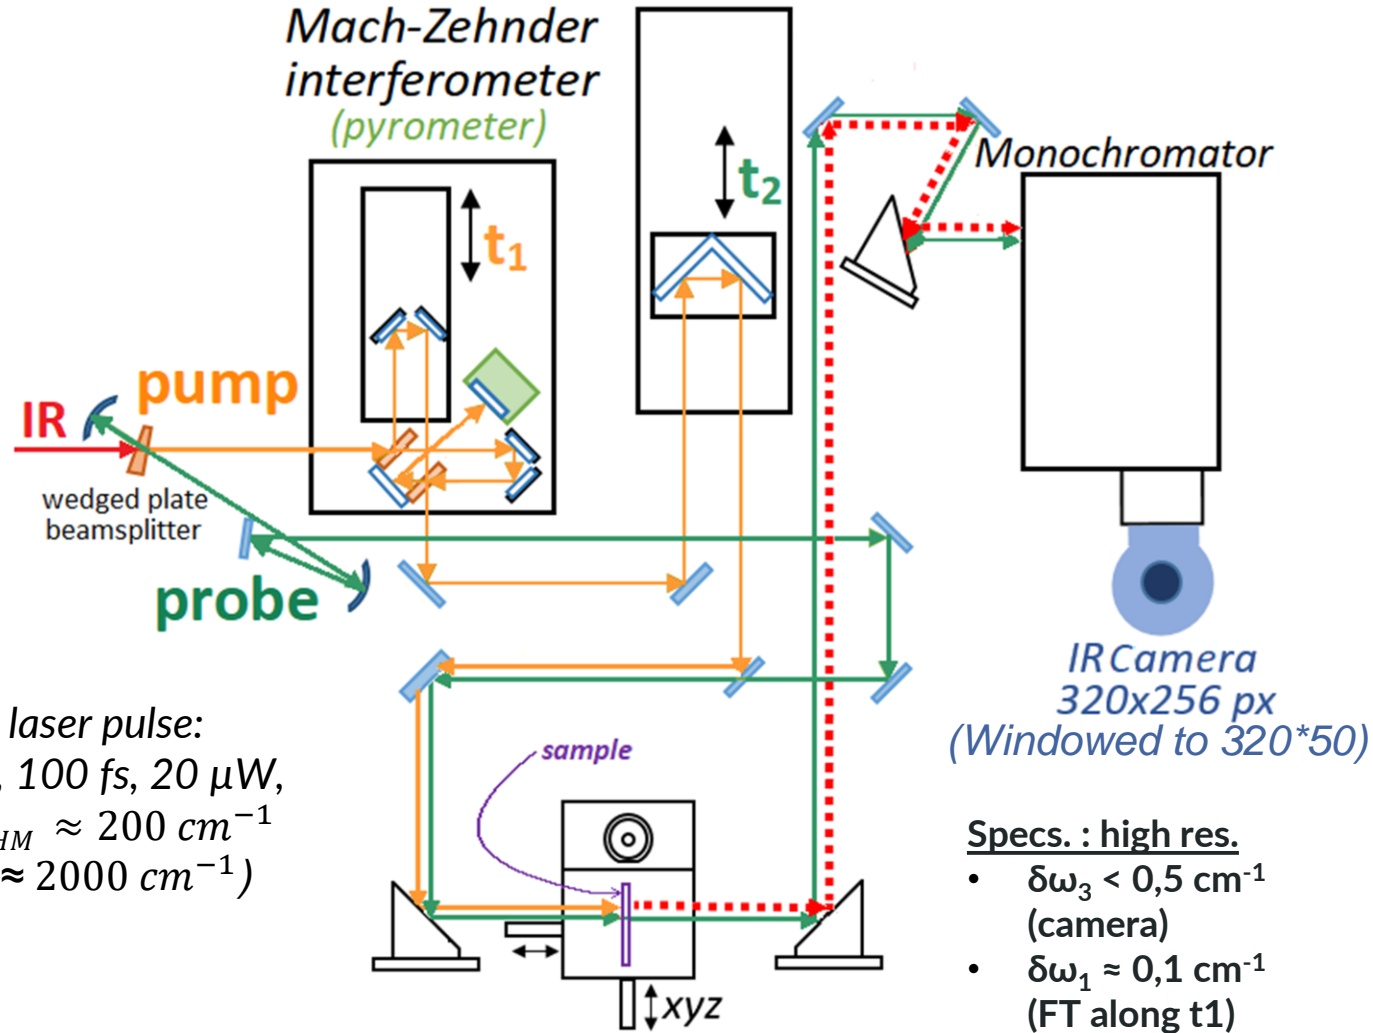 Mach-Zehnder
interferometer
(pyrometer)
t1
t2
Monochromator
pump
IR
wedged plate
beamsplitter
probe
IR Camera
320x256 px
(Windowed to 320*50)
laser pulse:
, 100 fs, 20 µW,
HM ≈ 200 cm⁻¹
≈ 2000 cm⁻¹)
sample
xyz
Specs. : high res.
• δω₃ < 0,5 cm⁻¹
(camera)
• δω₁ ≈ 0,1 cm⁻¹
(FT along t1)